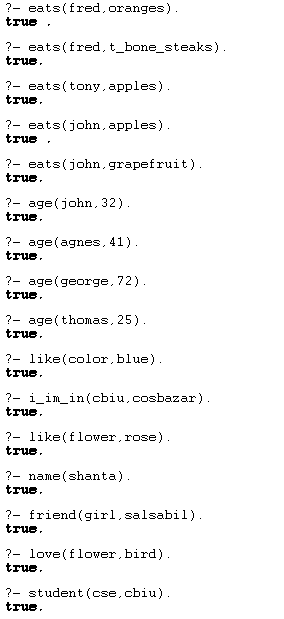 ?- eats(fred,oranges).
true .
?- eats(fred,t_bone_steaks).
true.
?- eats(tony,apples).
true.
?- eats(john,apples).
true .
?- eats(john,grapefruit).
true.
?- age(john,32).
true.
?- age(agnes,41).
true.
?- age(george,72).
true.
?- age(thomas,25).
true.
?- like(color,blue).
true.
?- i_im_in(cbiu,cosbazar).
true.
?- like(flower,rose).
true.
?- name(shanta).
true.
?- friend(girl,salsabil).
true.
?- love(flower,bird).
true.
?- student(cse,cbiu).
true.